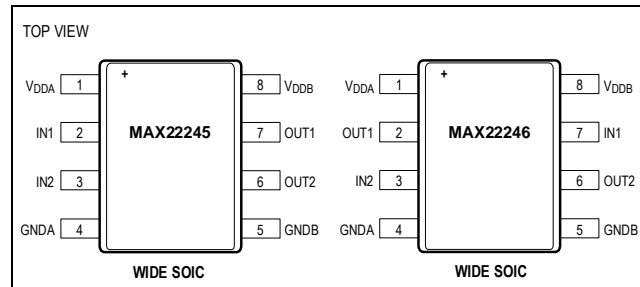 TOP VIEW
+
VDDA 1 8 VDDB
IN1 2 MAX22245 7 OUT1
IN2 3 6 OUT2
GNDA 4 5 GNDB
WIDE SOIC
+
VDDA 1 8 VDDB
OUT1 2 MAX22246 7 IN1
IN2 3 6 OUT2
GNDA 4 5 GNDB
WIDE SOIC